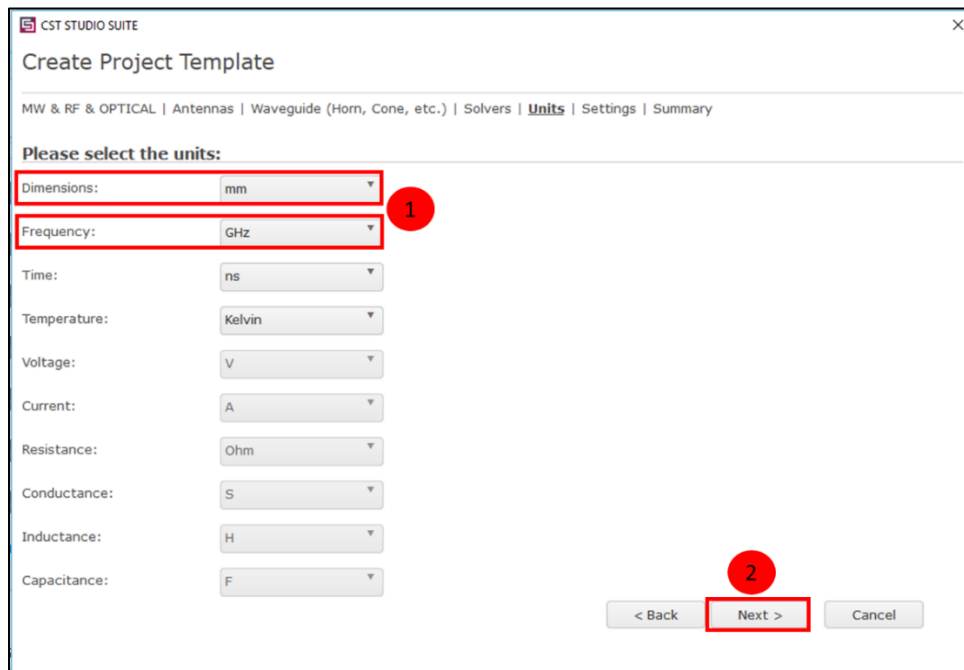 CST STUDIO SUITE
Create Project Template
MW & RF & OPTICAL | Antennas | Waveguide (Horn, Cone, etc.) | Solvers | Units | Settings | Summary
Please select the units:
Dimensions: mm
1
Frequency: GHz
Time: ns
Temperature: Kelvin
Voltage: V
Current: A
Resistance: Ohm
Conductance: S
Inductance: H
Capacitance: F
2
< Back Next > Cancel